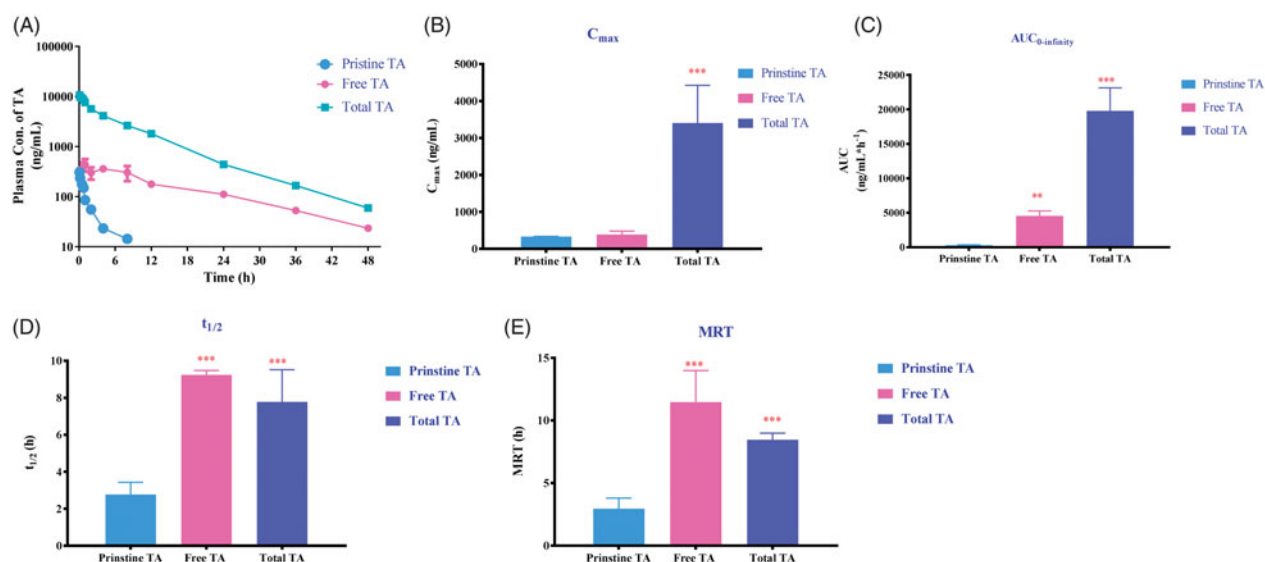 (A)
100000
10000
1000
100
10
Plasma Con. of TA
(ng/mL)
0 6 12 18 24 30 36 42 48
Time (h)
Pristine TA
Free TA
Total TA
(B)
C_max
5000
4000
3000
2000
1000
0
C_max (ng/mL)
***
Prinstine TA Free TA Total TA
Prinstine TA
Free TA
Total TA
(C)
AUC_0-infinity
25000
20000
15000
10000
5000
0
AUC
(ng/mL*h⁻¹)
**
***
Prinstine TA Free TA Total TA
Prinstine TA
Free TA
Total TA
(D)
t_1/2
10
8
6
4
2
0
t_1/2 (h)
*** ***
Prinstine TA Free TA Total TA
Prinstine TA
Free TA
Total TA
(E)
MRT
15
10
5
0
MRT (h)
***
***
Prinstine TA Free TA Total TA
Prinstine TA
Free TA
Total TA